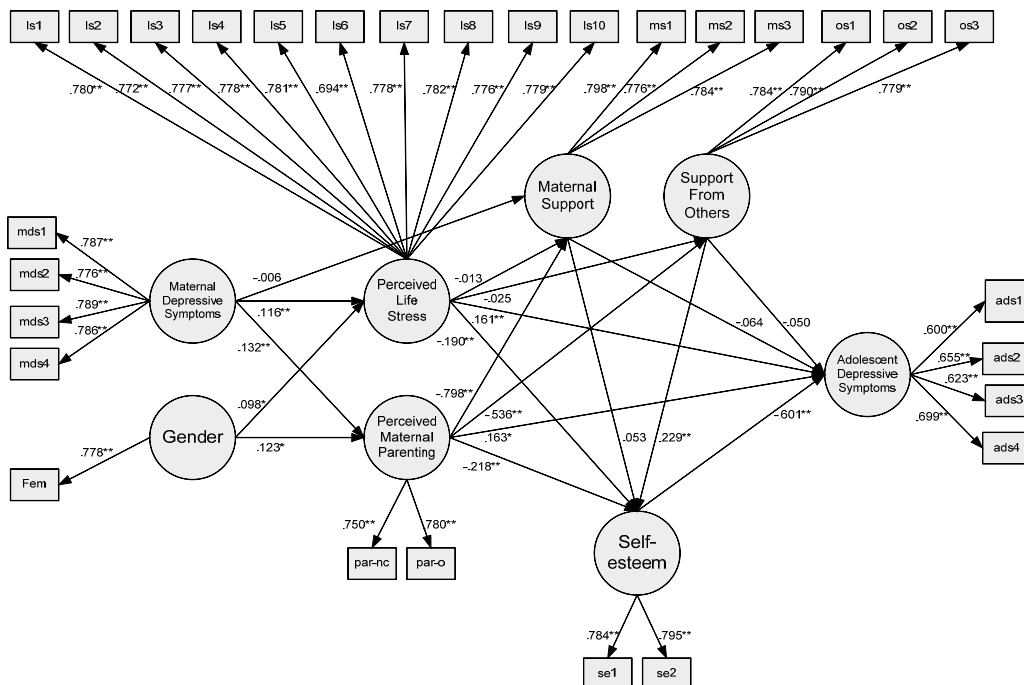 ls1 ls2 ls3 ls4 ls5 ls6 ls7 ls8 ls9 ls10 ms1 ms2 ms3 os1 os2 os3
.780** .772** .777** .778** .781** .694** .778** .782** .776** .779** .798** .776** .784** .784** .790** .779**
Maternal
Support
Support
From
Others
mds1
mds2
mds3
mds4
.787**
.776**
.789**
.786**
Maternal
Depressive
Symptoms
-.006
.116**
.132**
Perceived
Life
Stress
-.013
-.025
.161**
-.190**
-.064
-.050
Adolescent
Depressive
Symptoms
ads1
ads2
ads3
ads4
.600**
.655**
.623**
.699**
Gender
.098*
.123*
.778**
Fem
Perceived
Maternal
Parenting
-.798**
-.536**
.163*
-.218**
.053
.229**
-.601**
.750**
.780**
par-nc
par-o
Self-
esteem
.784**
.795**
se1
se2